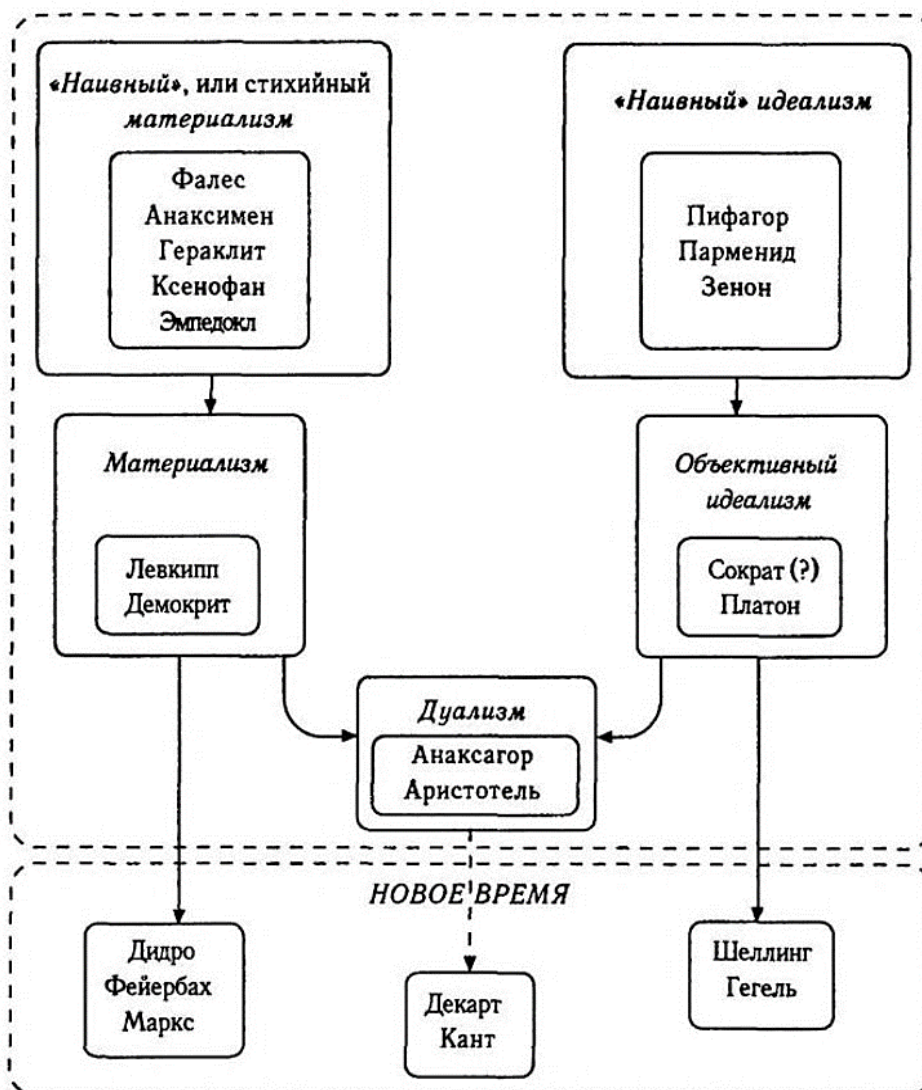 «Наивный», или стихийный
материализм
Фалес
Анаксимен
Гераклит
Ксенофан
Эмпедокл
«Наивный» идеализм
Пифагор
Парменид
Зенон
Материализм
Левкипп
Демокрит
Объективный
идеализм
Сократ (?)
Платон
Дуализм
Анаксагор
Аристотель
НОВОЕ ВРЕМЯ
Дидро
Фейербах
Маркс
Декарт
Кант
Шеллинг
Гегель